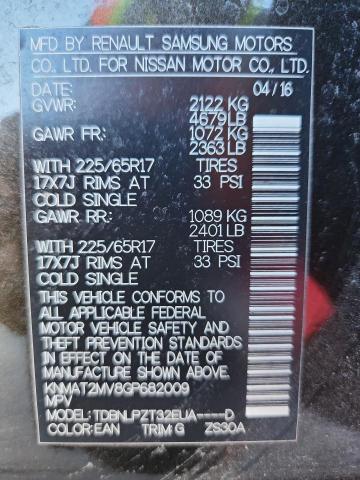 MFD BY RENAULT SAMSUNG MOTORS
CO., LTD. FOR NISSAN MOTOR CO., LTD.
DATE: 04/16
GVWR: 2122 KG
4679 LB
GAWR FR: 1072 KG
2363 LB
WITH 225/65R17 TIRES
17X7J RIMS AT 33 PSI
COLD SINGLE
GAWR RR: 1089 KG
2401 LB
WITH 225/65R17 TIRES
17X7J RIMS AT 33 PSI
COLD SINGLE
THIS VEHICLE CONFORMS TO
ALL APPLICABLE FEDERAL
MOTOR VEHICLE SAFETY AND
THEFT PREVENTION STANDARDS
IN EFFECT ON THE DATE OF
MANUFACTURE SHOWN ABOVE.
KNMAT2MV8GP682009
MPV
MODEL: TDBNLPZT32EUA----D
COLOR: EAN TRIM: G ZS30A